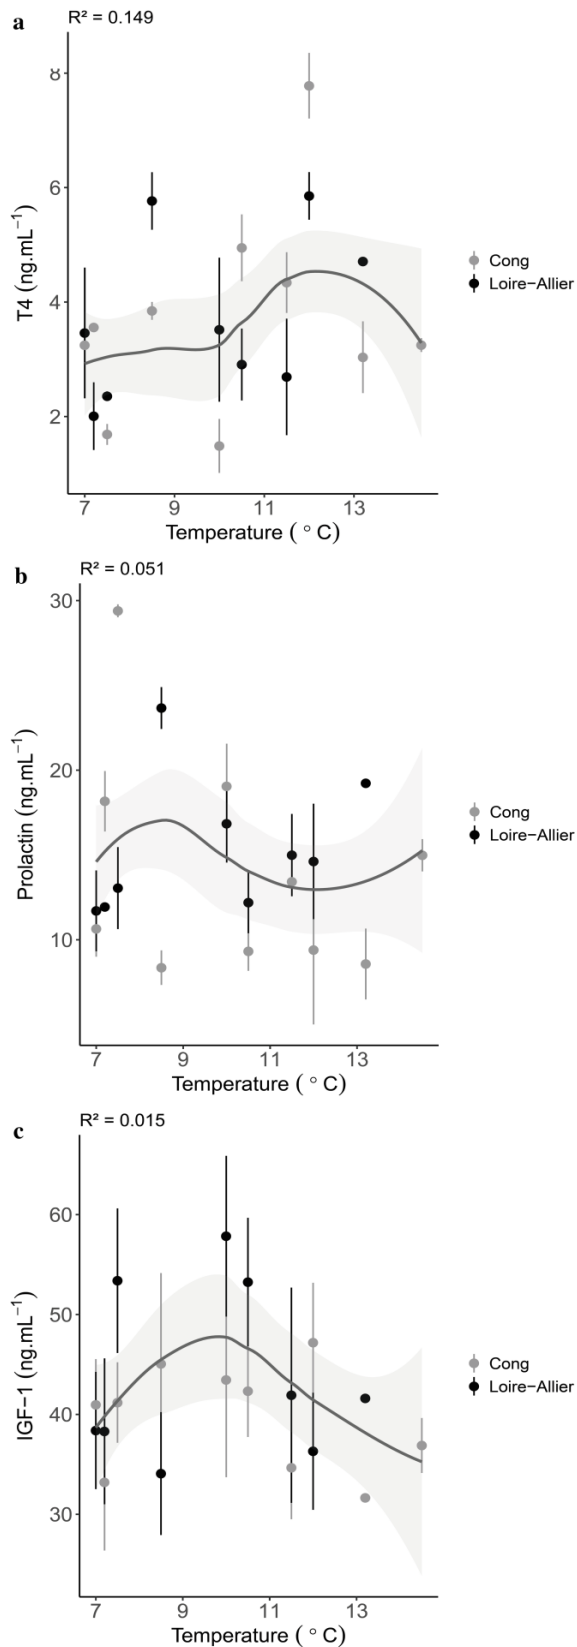 a
R² = 0.149
T4 (ng.mL⁻¹)
8
6
4
2
7 9 11 13
Temperature ( ° C)
Cong
Loire−Allier
b
R² = 0.051
Prolactin (ng.mL⁻¹)
30
20
10
7 9 11 13
Temperature ( ° C)
Cong
Loire−Allier
c
R² = 0.015
IGF−1 (ng.mL⁻¹)
60
50
40
30
7 9 11 13
Temperature ( ° C)
Cong
Loire−Allier